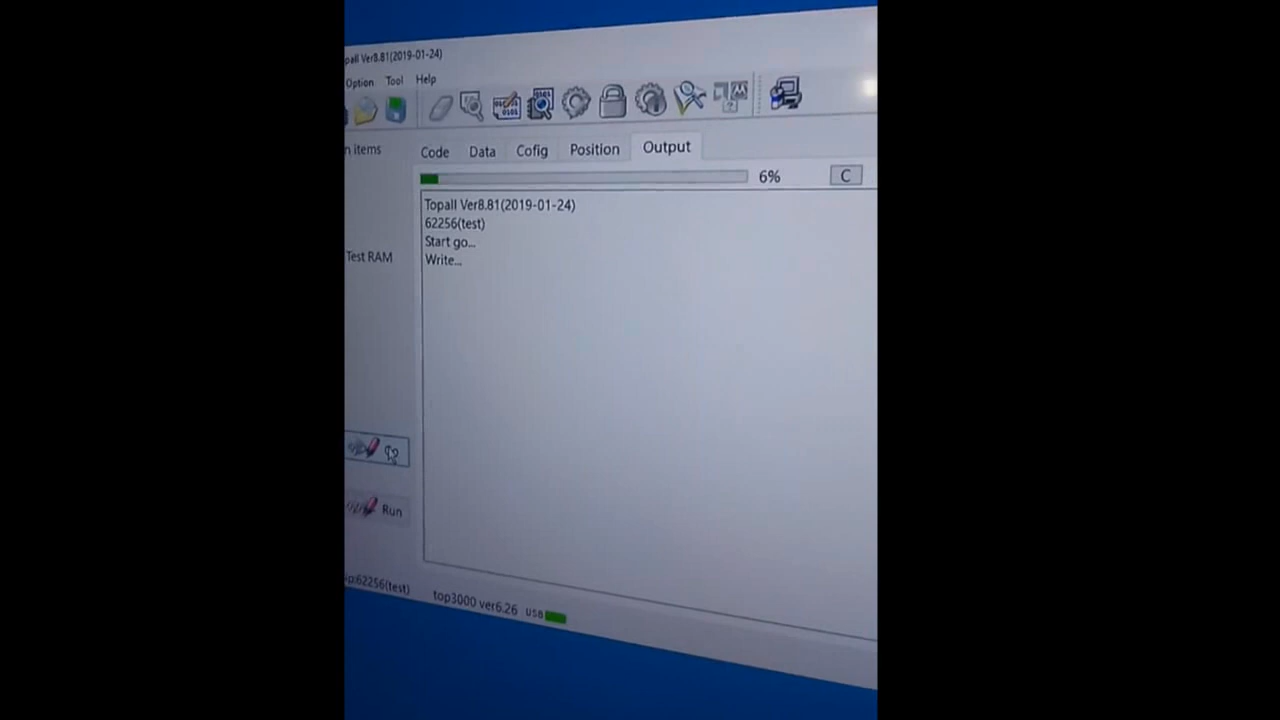 pall Ver8.81(2019-01-24)
Option Tool Help
n items
Code Data Cofig Position Output
6% C
Topall Ver8.81(2019-01-24)
62256(test)
Start go...
Write...
Test RAM
Run
ip:62256(test) top3000 ver6.26 USB